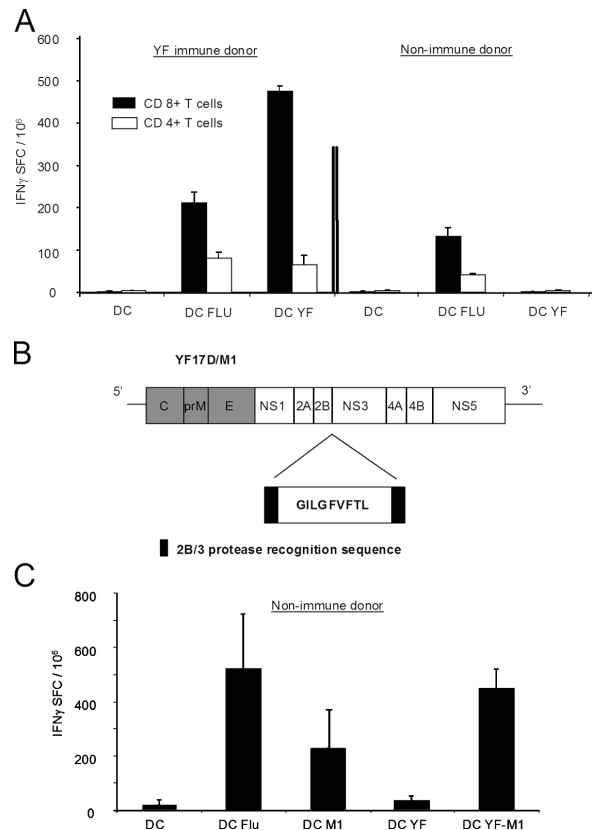 A
YF immune donor
Non-immune donor
CD 8+ T cells
CD 4+ T cells
IFNγ SFC / 10⁶
600
500
400
300
200
100
0
DC
DC FLU
DC YF
DC
DC FLU
DC YF
B
YF17D/M1
5'
3'
C
prM
E
NS1
2A
2B
NS3
4A
4B
NS5
GILGFVFTL
2B/3 protease recognition sequence
C
Non-immune donor
IFNγ SFC / 10⁶
800
600
400
200
0
DC
DC Flu
DC M1
DC YF
DC YF-M1